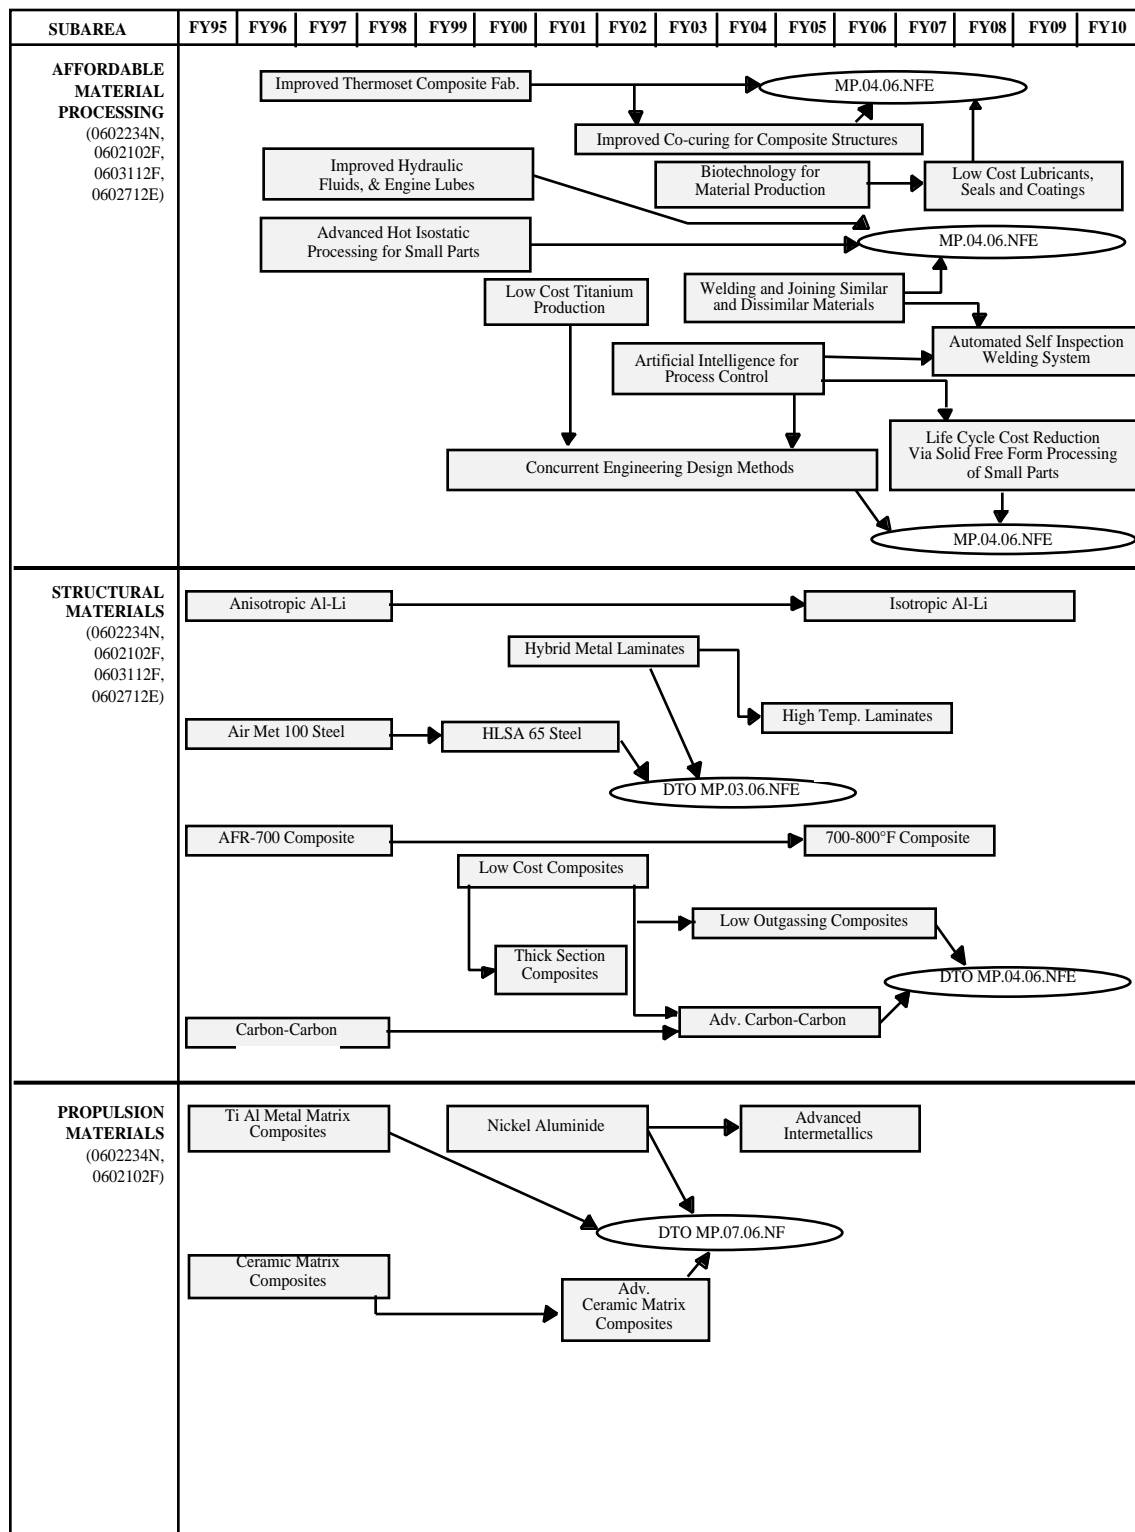 SUBAREA FY95 FY96 FY97 FY98 FY99 FY00 FY01 FY02 FY03 FY04 FY05 FY06 FY07 FY08 FY09 FY10
AFFORDABLE
MATERIAL
PROCESSING
(0602234N,
0602102F,
0603112F,
0602712E)
Improved Thermoset Composite Fab.
MP.04.06.NFE
Improved Co-curing for Composite Structures
Improved Hydraulic
Fluids, & Engine Lubes
Biotechnology for
Material Production
Low Cost Lubricants,
Seals and Coatings
Advanced Hot Isostatic
Processing for Small Parts
MP.04.06.NFE
Low Cost Titanium
Production
Welding and Joining Similar
and Dissimilar Materials
Automated Self Inspection
Welding System
Artificial Intelligence for
Process Control
Concurrent Engineering Design Methods
Life Cycle Cost Reduction
Via Solid Free Form Processing
of Small Parts
MP.04.06.NFE
STRUCTURAL
MATERIALS
(0602234N,
0602102F,
0603112F,
0602712E)
Anisotropic Al-Li
Isotropic Al-Li
Hybrid Metal Laminates
High Temp. Laminates
Air Met 100 Steel
HLSA 65 Steel
DTO MP.03.06.NFE
AFR-700 Composite
700-800°F Composite
Low Cost Composites
Low Outgassing Composites
Thick Section
Composites
DTO MP.04.06.NFE
Carbon-Carbon
Adv. Carbon-Carbon
PROPULSION
MATERIALS
(0602234N,
0602102F)
Ti Al Metal Matrix
Composites
Nickel Aluminide
Advanced
Intermetallics
DTO MP.07.06.NF
Ceramic Matrix
Composites
Adv.
Ceramic Matrix
Composites